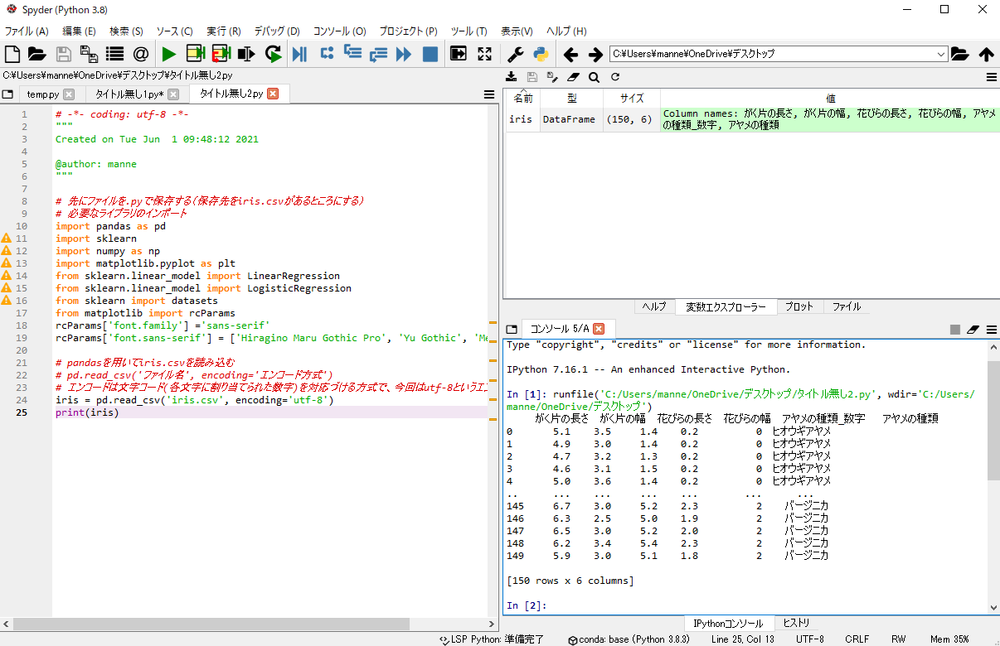 Spyder (Python 3.8)
ファイル (A) 編集 (E) 検索 (S) ソース (C) 実行 (R) デバッグ (D) コンソール (O) プロジェクト (P) ツール (T) 表示(V) ヘルプ (H)
C:¥Users¥manne¥OneDrive¥デスクトップ
C:¥Users¥manne¥OneDrive¥デスクトップ¥タイトル無し2.py
temp.py タイトル無し1.py* タイトル無し2.py
1 # -*- coding: utf-8 -*-
2 """
3 Created on Tue Jun  1 09:48:12 2021
4
5 @author: manne
6 """
7
8 # 先にファイルを.pyで保存する(保存先をiris.csvがあるところにする)
9 # 必要なライブラリのインポート
10 import pandas as pd
11 import sklearn
12 import numpy as np
13 import matplotlib.pyplot as plt
14 from sklearn.linear_model import LinearRegression
15 from sklearn.linear_model import LogisticRegression
16 from sklearn import datasets
17 from matplotlib import rcParams
18 rcParams['font.family'] ='sans-serif'
19 rcParams['font.sans-serif'] = ['Hiragino Maru Gothic Pro', 'Yu Gothic', 'Me
20
21 # pandasを用いてiris.csvを読み込む
22 # pd.read_csv('ファイル名', encoding='エンコード方式')
23 # エンコードは文字コード(各文字に割り当てられた数字)を対応づける方式で、今回はutf-8というエン
24 iris = pd.read_csv('iris.csv', encoding='utf-8')
25 print(iris)
名前 型 サイズ 値
iris DataFrame (150, 6) Column names: がく片の長さ, がく片の幅, 花びらの長さ, 花びらの幅, アヤメ
の種類_数字, アヤメの種類
ヘルプ 変数エクスプローラー プロット ファイル
コンソール 5/A
Type "copyright", "credits" or "license" for more information.
IPython 7.16.1 -- An enhanced Interactive Python.
In [1]: runfile('C:/Users/manne/OneDrive/デスクトップ/タイトル無し2.py', wdir='C:/Users/
manne/OneDrive/デスクトップ')
がく片の長さ がく片の幅 花びらの長さ 花びらの幅 アヤメの種類_数字 アヤメの種類
0 5.1 3.5 1.4 0.2 0 ヒオウギアヤメ
1 4.9 3.0 1.4 0.2 0 ヒオウギアヤメ
2 4.7 3.2 1.3 0.2 0 ヒオウギアヤメ
3 4.6 3.1 1.5 0.2 0 ヒオウギアヤメ
4 5.0 3.6 1.4 0.2 0 ヒオウギアヤメ
.. ... ... ... ... ... ...
145 6.7 3.0 5.2 2.3 2 バージニカ
146 6.3 2.5 5.0 1.9 2 バージニカ
147 6.5 3.0 5.2 2.0 2 バージニカ
148 6.2 3.4 5.4 2.3 2 バージニカ
149 5.9 3.0 5.1 1.8 2 バージニカ
[150 rows x 6 columns]
In [2]:
IPythonコンソール ヒストリ
LSP Python: 準備完了 conda: base (Python 3.8.3) Line 25, Col 13 UTF-8 CRLF RW Mem 35%